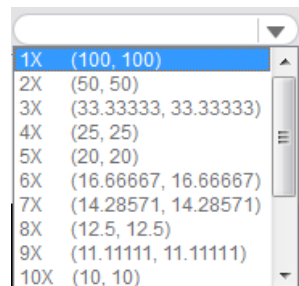 1X (100, 100)
2X (50, 50)
3X (33.33333, 33.33333)
4X (25, 25)
5X (20, 20)
6X (16.66667, 16.66667)
7X (14.28571, 14.28571)
8X (12.5, 12.5)
9X (11.11111, 11.11111)
10X (10, 10)